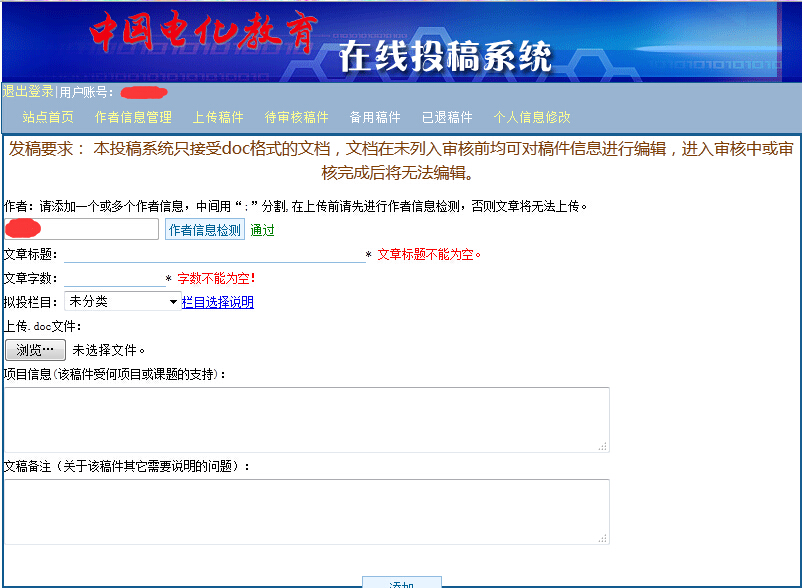 中国电化教育
在线投稿系统
退出登录|用户账号：
站点首页 作者信息管理 上传稿件 待审核稿件 备用稿件 已退稿件 个人信息修改
发稿要求： 本投稿系统只接受doc格式的文档，文档在未列入审核前均可对稿件信息进行编辑，进入审核中或审
核完成后将无法编辑。
作者：请添加一个或多个作者信息，中间用“;”分割,在上传前请先进行作者信息检测，否则文章将无法上传。
作者信息检测 通过
文章标题： * 文章标题不能为空。
文章字数： * 字数不能为空!
拟投栏目： 未分类 栏目选择说明
上传.doc文件：
浏览… 未选择文件。
项目信息(该稿件受何项目或课题的支持)：
文稿备注（关于该稿件其它需要说明的问题）：
添加